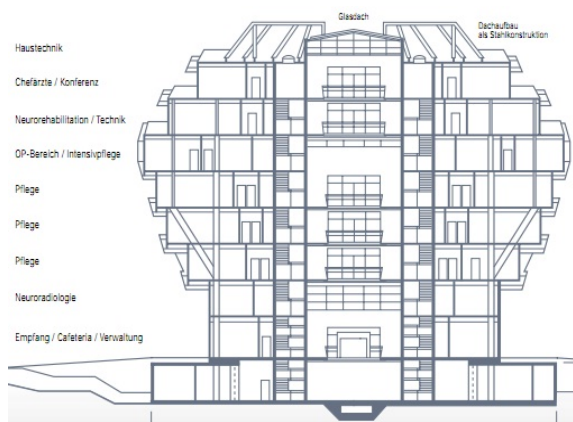 Glasdach
Dachaufbau
als Stahlkonstruktion
Haustechnik
Chefärzte / Konferenz
Neurorehabilitation / Technik
OP-Bereich / Intensivpflege
Pflege
Pflege
Pflege
Neuroradiologie
Empfang / Cafeteria / Verwaltung